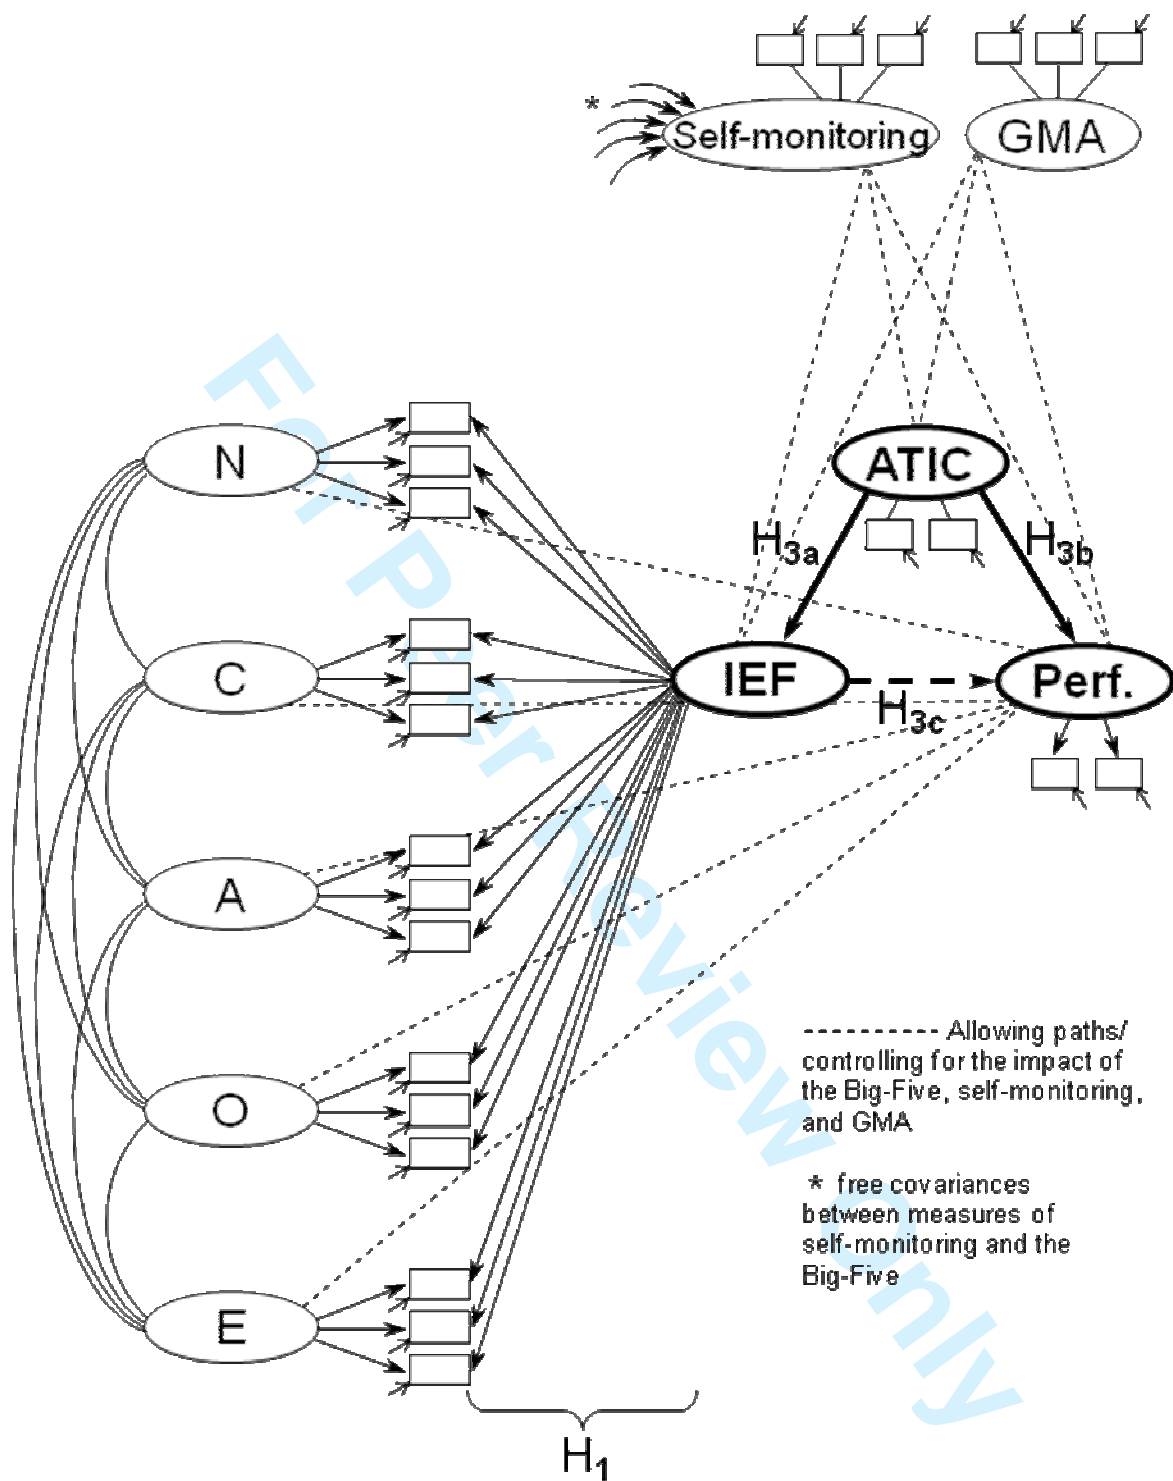 *
Self-monitoring
GMA
N
ATIC
H3a
H3b
C
IEF
Perf.
H3c
A
O
E
-------- Allowing paths/
controlling for the impact of
the Big-Five, self-monitoring,
and GMA
* free covariances
between measures of
self-monitoring and the
Big-Five
H1
For Peer Review Only